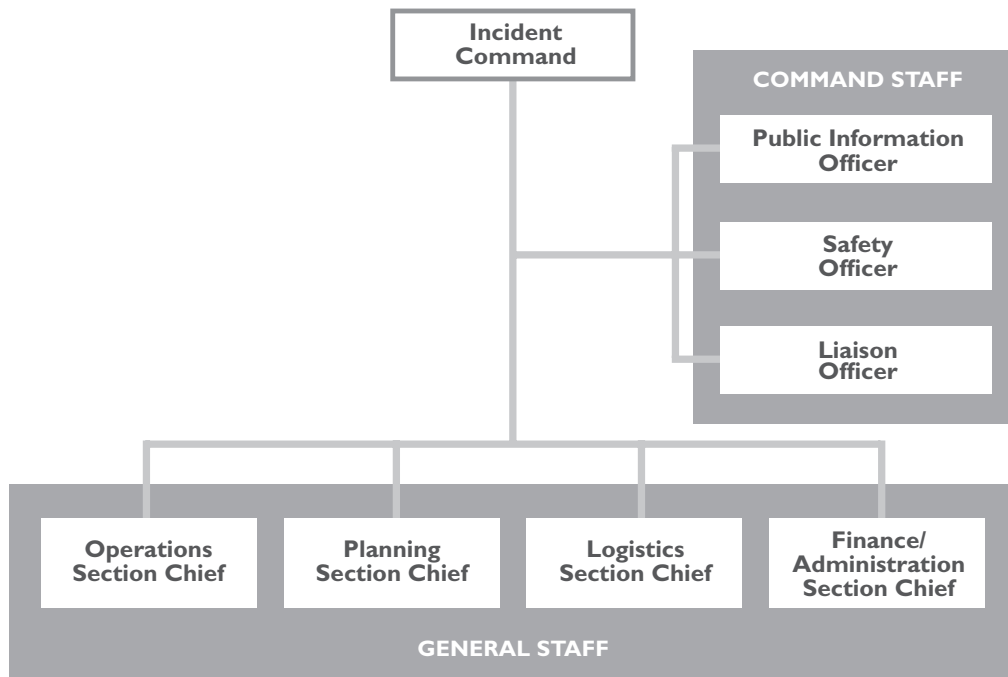 Incident
Command
COMMAND STAFF
Public Information
Officer
Safety
Officer
Liaison
Officer
Operations
Section Chief
Planning
Section Chief
Logistics
Section Chief
Finance/
Administration
Section Chief
GENERAL STAFF